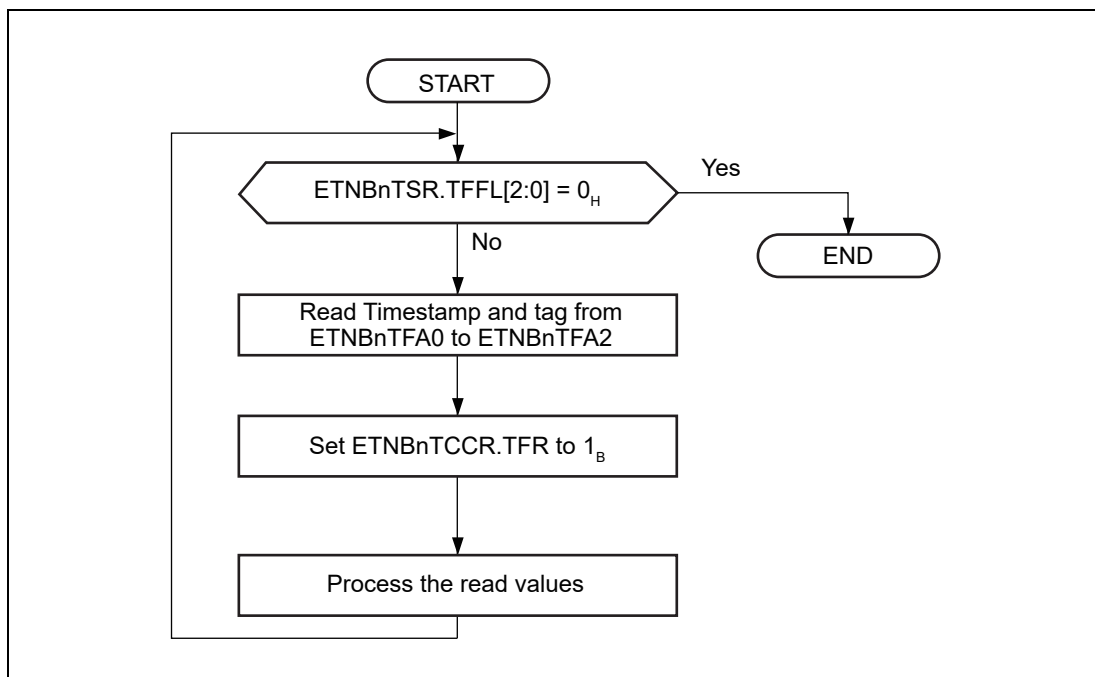 START
ETNBnTSR.TFFL[2:0] = 0H
Yes
No
END
Read Timestamp and tag from
ETNBnTFA0 to ETNBnTFA2
Set ETNBnTCCR.TFR to 1B
Process the read values